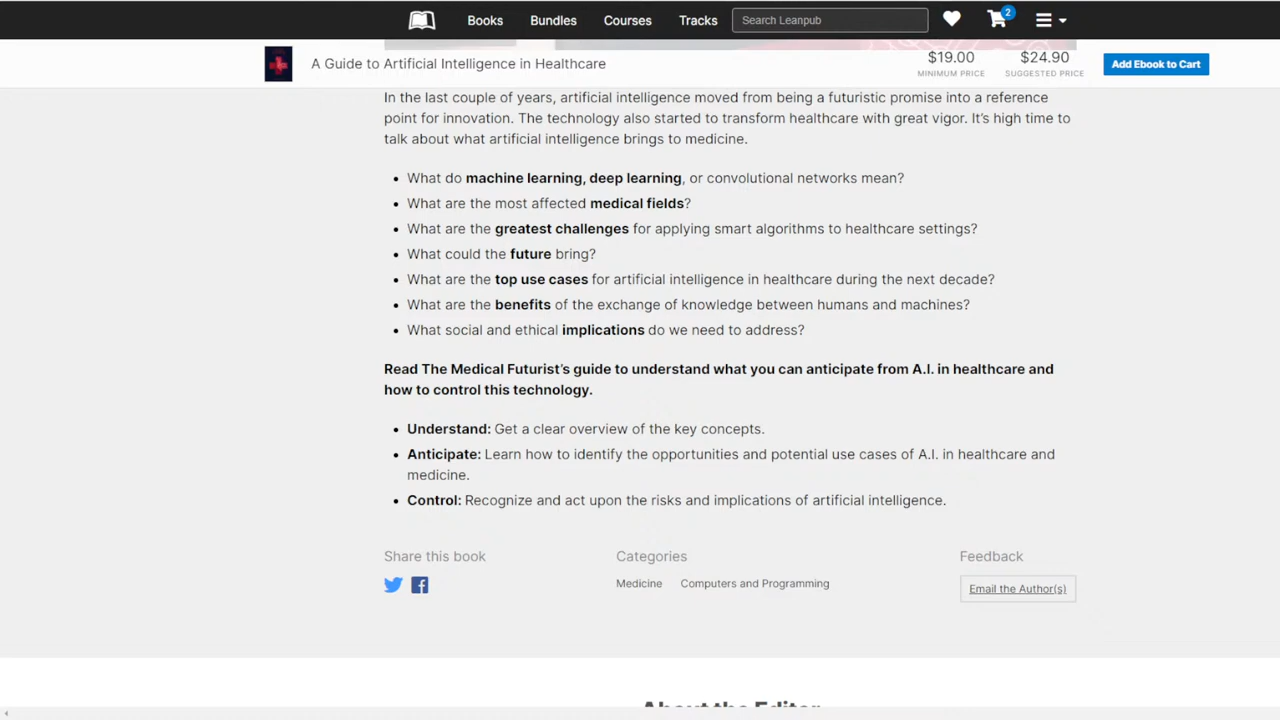 Books Bundles Courses Tracks Search Leanpub 2
A Guide to Artificial Intelligence in Healthcare
$19.00 $24.90
MINIMUM PRICE SUGGESTED PRICE
Add Ebook to Cart
In the last couple of years, artificial intelligence moved from being a futuristic promise into a reference
point for innovation. The technology also started to transform healthcare with great vigor. It's high time to
talk about what artificial intelligence brings to medicine.
• What do machine learning, deep learning, or convolutional networks mean?
• What are the most affected medical fields?
• What are the greatest challenges for applying smart algorithms to healthcare settings?
• What could the future bring?
• What are the top use cases for artificial intelligence in healthcare during the next decade?
• What are the benefits of the exchange of knowledge between humans and machines?
• What social and ethical implications do we need to address?
Read The Medical Futurist's guide to understand what you can anticipate from A.I. in healthcare and
how to control this technology.
• Understand: Get a clear overview of the key concepts.
• Anticipate: Learn how to identify the opportunities and potential use cases of A.I. in healthcare and
medicine.
• Control: Recognize and act upon the risks and implications of artificial intelligence.
Share this book Categories Feedback
Medicine Computers and Programming Email the Author(s)
About the Editor